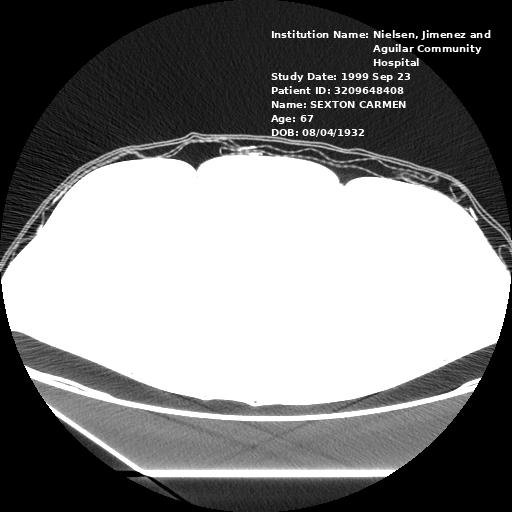 Institution Name: Nielsen, Jimenez and
Aguilar Community
Hospital
Study Date: 1999 Sep 23
Patient ID: 3209648408
Name: SEXTON CARMEN
Age: 67
DOB: 08/04/1932